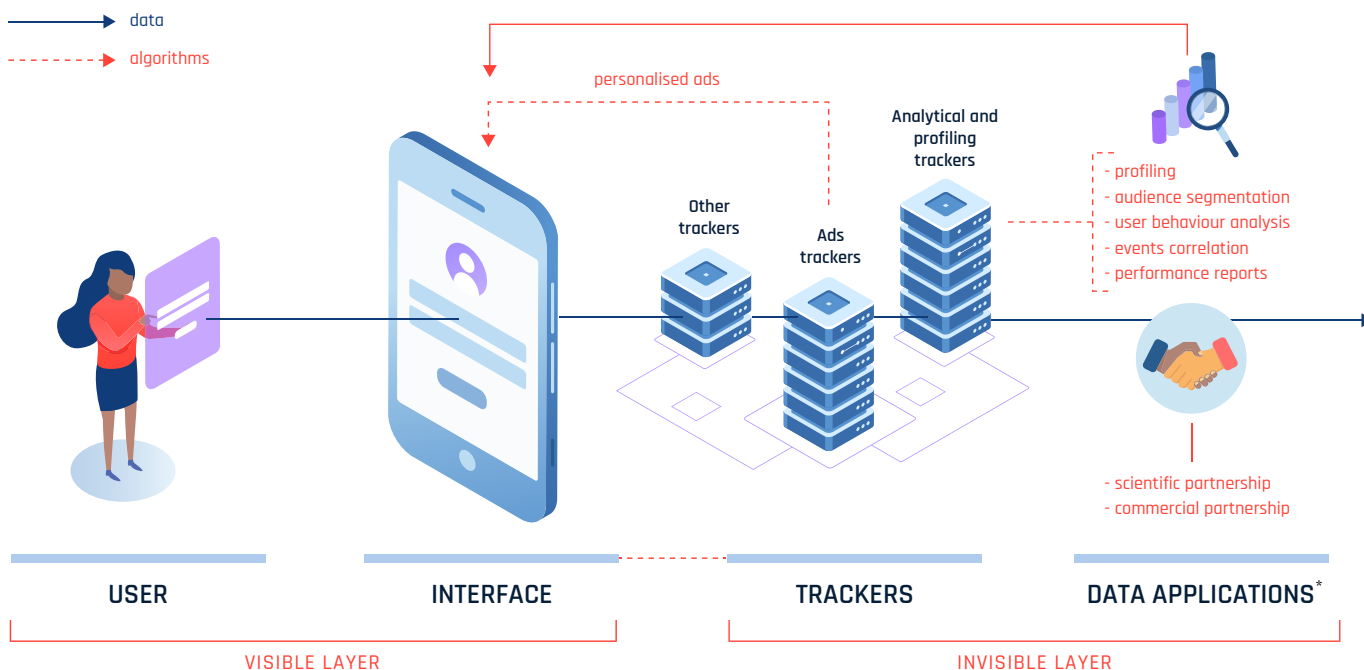 data
algorithms
personalised ads
Analytical and
profiling
trackers
Other
trackers
Ads
trackers
- profiling
- audience segmentation
- user behaviour analysis
- events correlation
- performance reports
- scientific partnership
- commercial partnership
USER
INTERFACE
TRACKERS
DATA APPLICATIONS*
VISIBLE LAYER
INVISIBLE LAYER